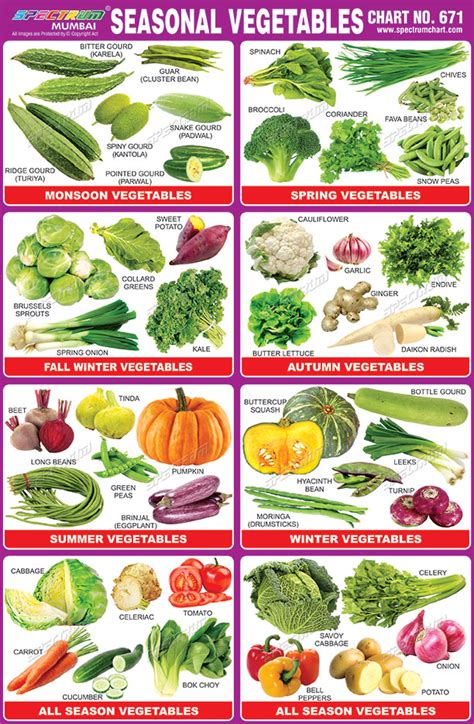 SPECTRUM
MUMBAI
All Images are Protected by © Copyright Act
SEASONAL VEGETABLES
CHART NO. 671
www.spectrumchart.com
BITTER GOURD
(KARELA)
GUAR
(CLUSTER BEAN)
SNAKE GOURD
(PADWAL)
SPINY GOURD
(KANTOLA)
RIDGE GOURD
(TURIYA)
POINTED GOURD
(PARWAL)
MONSOON VEGETABLES
SPINACH
CHIVES
BROCCOLI
CORIANDER
FAVA BEANS
SNOW PEAS
SPRING VEGETABLES
SWEET
POTATO
COLLARD
GREENS
BRUSSELS
SPROUTS
SPRING ONION
KALE
FALL WINTER VEGETABLES
CAULIFLOWER
GARLIC
ENDIVE
GINGER
BUTTER LETTUCE
DAIKON RADISH
AUTUMN VEGETABLES
BEET
TINDA
LONG BEANS
PUMPKIN
GREEN
PEAS
BRINJAL
(EGGPLANT)
SUMMER VEGETABLES
BUTTERCUP
SQUASH
BOTTLE GOURD
LEEKS
HYACINTH
BEAN
TURNIP
MORINGA
(DRUMSTICKS)
WINTER VEGETABLES
CABBAGE
CELERIAC
TOMATO
CARROT
CUCUMBER
BOK CHOY
ALL SEASON VEGETABLES
CELERY
SAVOY
CABBAGE
BELL
PEPPERS
POTATO
ONION
ALL SEASON VEGETABLES